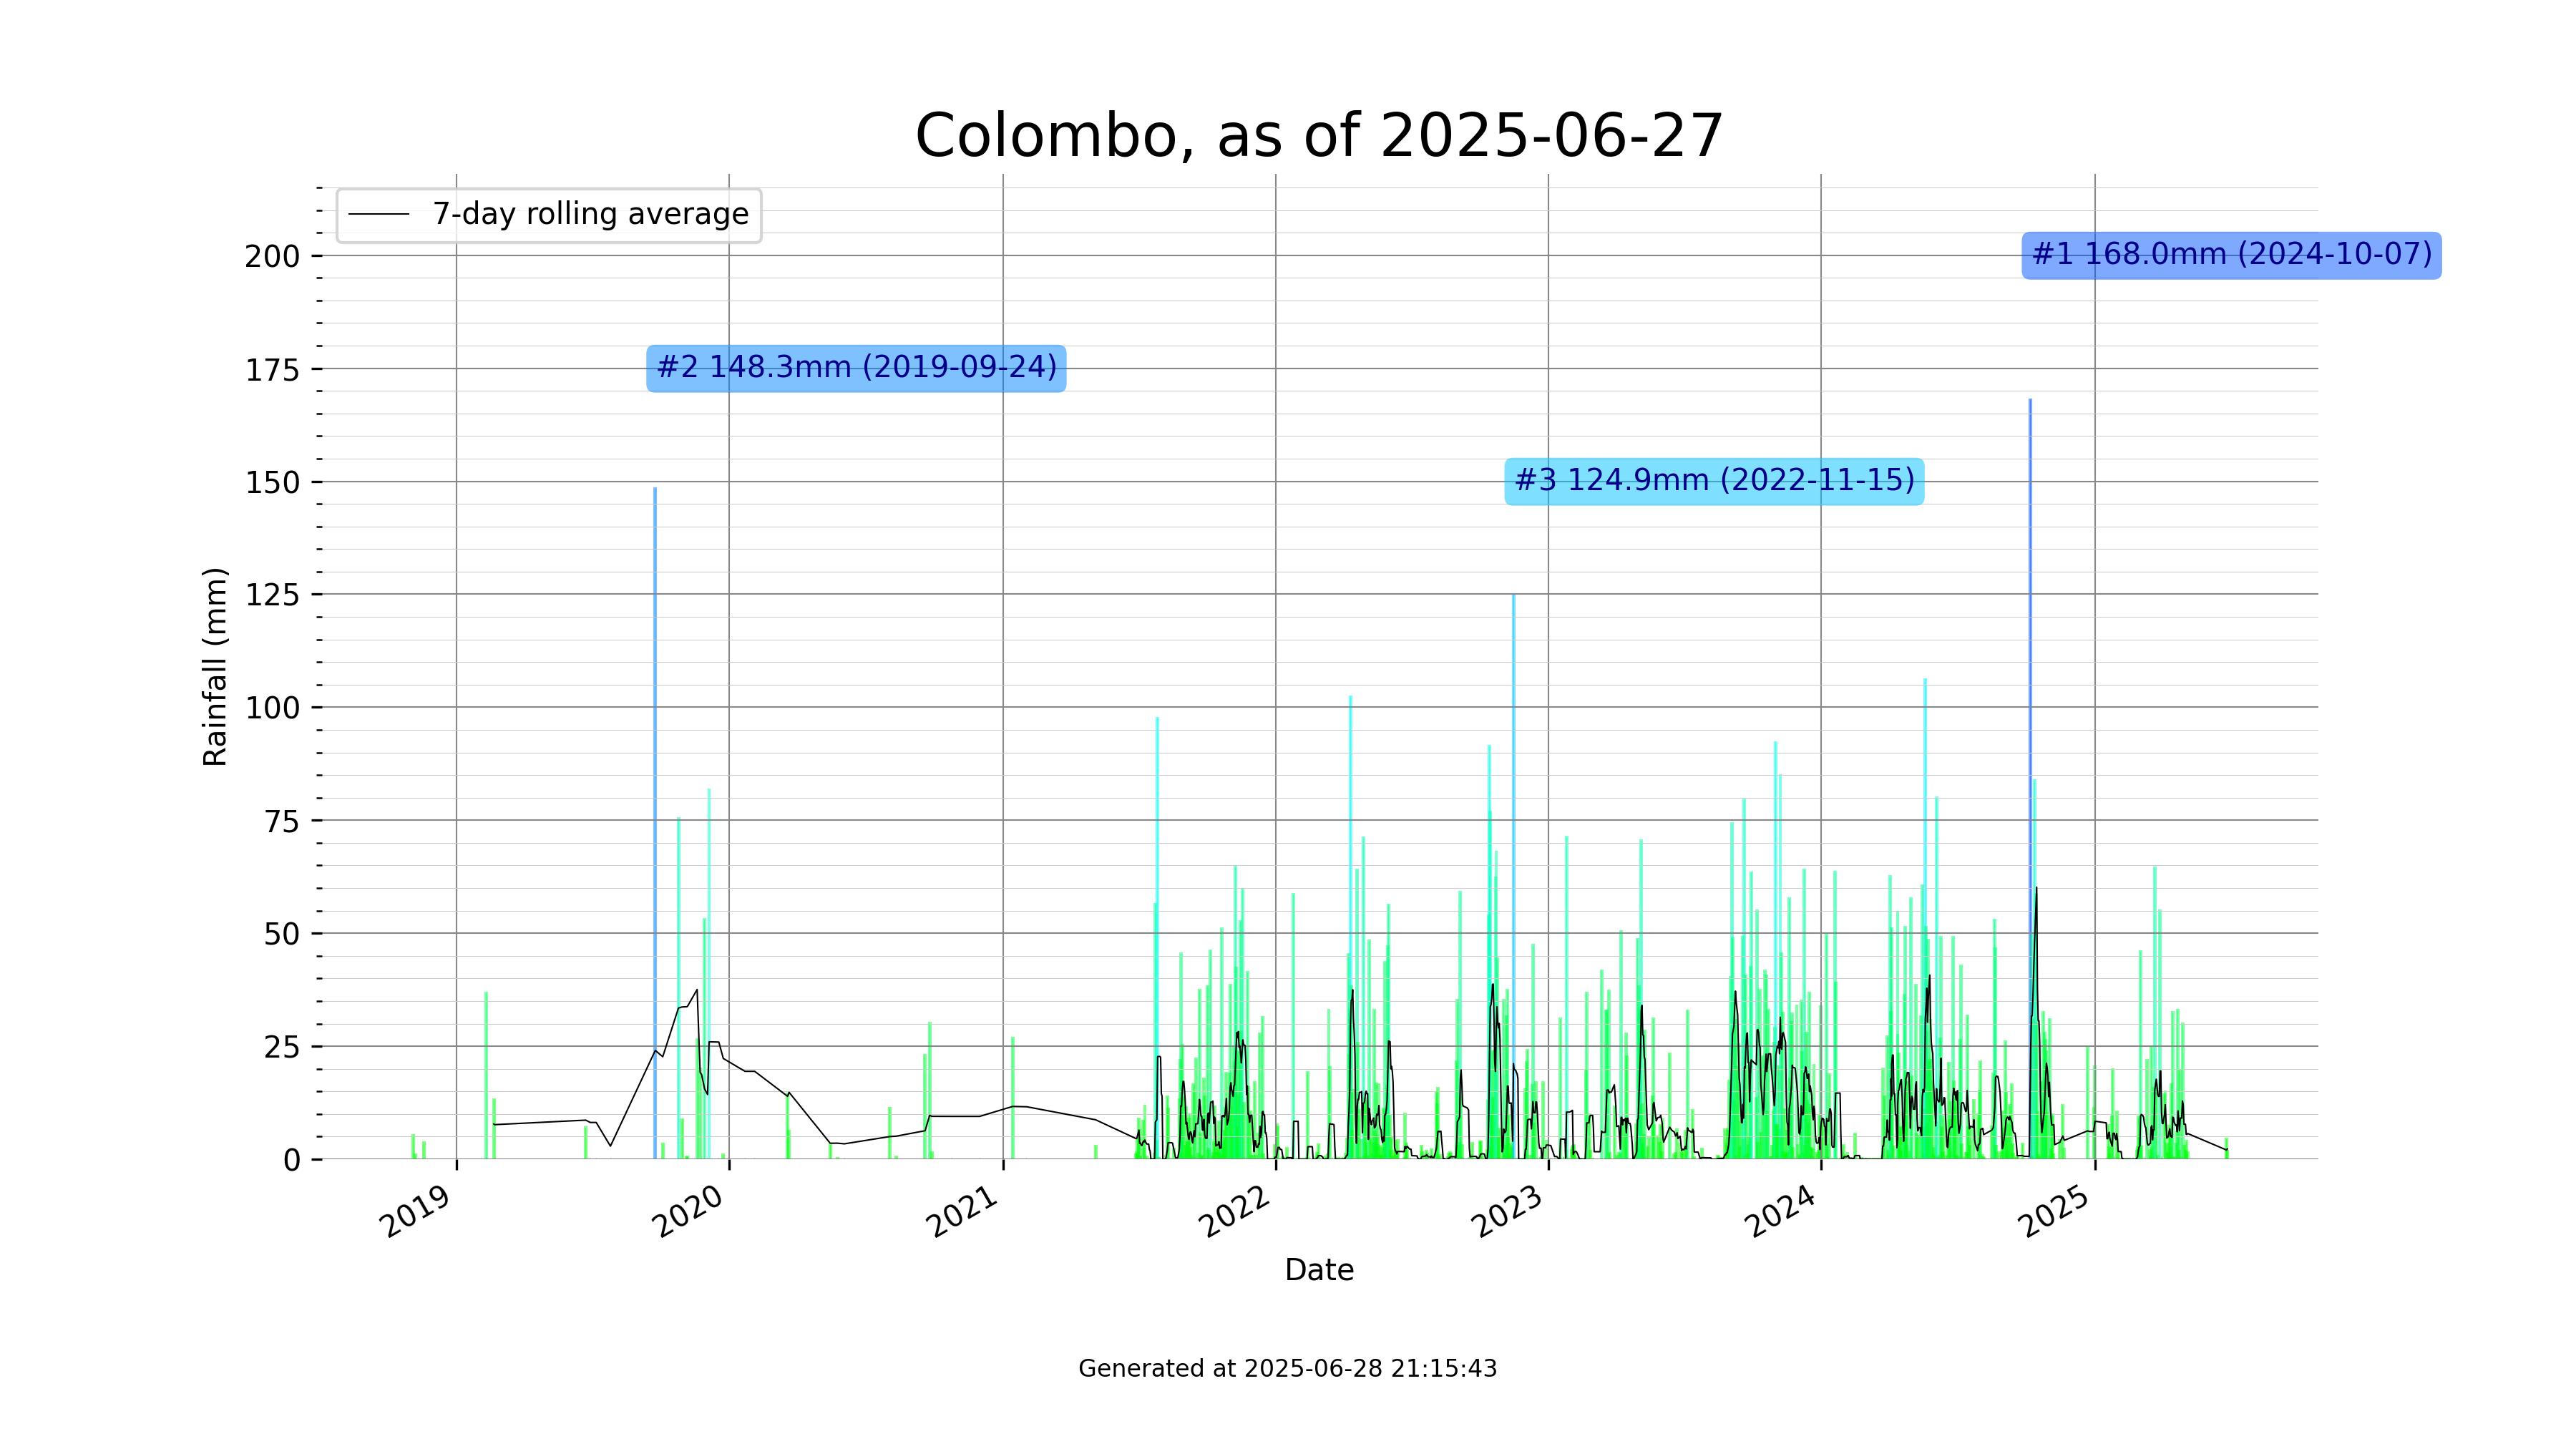 Colombo, as of 2025-06-27
7-day rolling average
#1 168.0mm (2024-10-07)
#2 148.3mm (2019-09-24)
#3 124.9mm (2022-11-15)
Rainfall (mm)
200
175
150
125
100
75
50
25
0
2019
2020
2021
2022
2023
2024
2025
Date
Generated at 2025-06-28 21:15:43